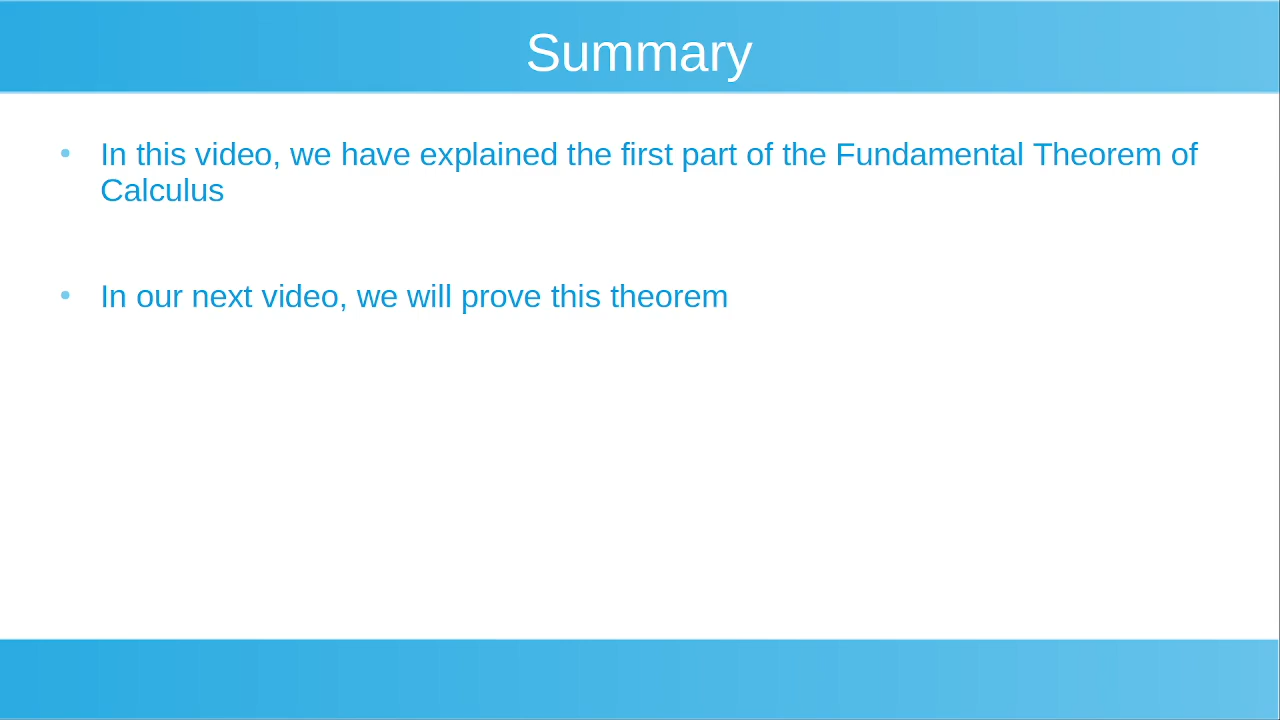 Summary
• In this video, we have explained the first part of the Fundamental Theorem of
Calculus
• In our next video, we will prove this theorem